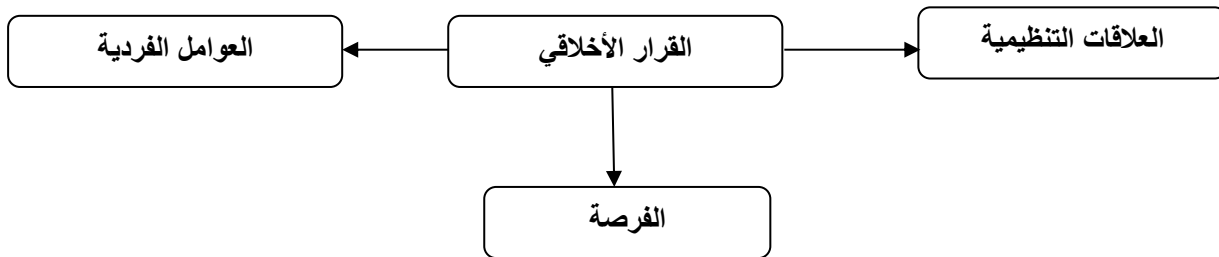 العلاقات التنظيمية
القرار الأخلاقي
العوامل الفردية
الفرصة